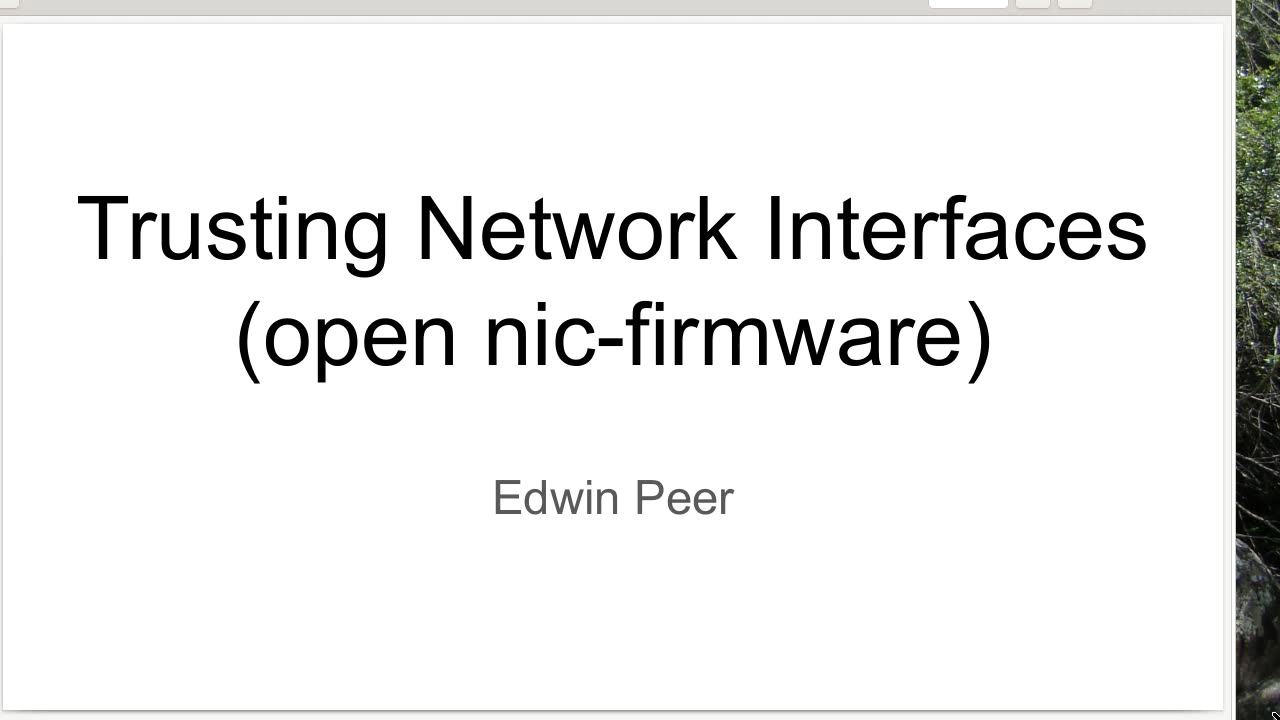 Trusting Network Interfaces
(open nic-firmware)
Edwin Peer